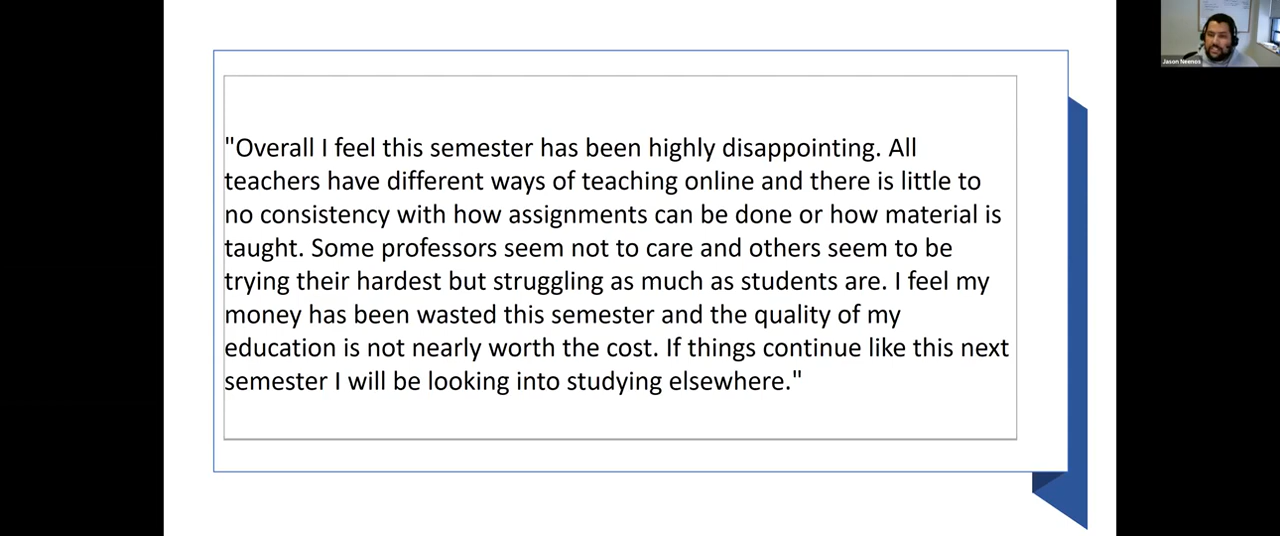 "Overall I feel this semester has been highly disappointing. All
teachers have different ways of teaching online and there is little to
no consistency with how assignments can be done or how material is
taught. Some professors seem not to care and others seem to be
trying their hardest but struggling as much as students are. I feel my
money has been wasted this semester and the quality of my
education is not nearly worth the cost. If things continue like this next
semester I will be looking into studying elsewhere."
Jason Neenos